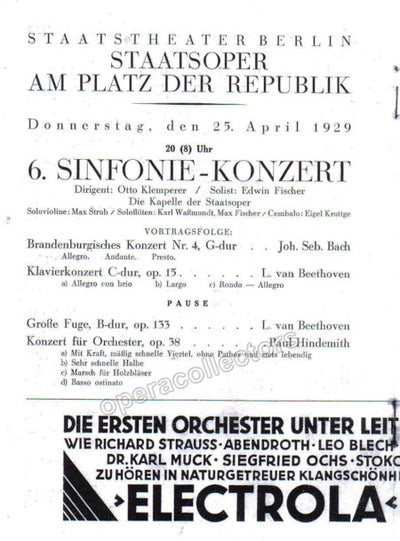 STAATSTHEATER BERLIN
STAATSOPER
AM PLATZ DER REPUBLIK
Donnerstag, den 25. April 1929
20 (8) Uhr
6. SINFONIE-KONZERT
Dirigent: Otto Klemperer / Solist: Edwin Fischer
Die Kapelle der Staatsoper
Solovioline: Max Strub / Soloflöten: Karl Waßmundt, Max Fischer / Cembalo: Eigel Kruttge
VORTRAGSFOLGE:
Brandenburgisches Konzert Nr. 4, G-dur . . Joh. Seb. Bach
Allegro. Andante. Presto.
Klavierkonzert C-dur, op. 15 . . . . L. van Beethoven
a) Allegro con brio b) Largo c) Rondo — Allegro
PAUSE
Große Fuge, B-dur, op. 133 . . . . . L. van Beethoven
Konzert für Orchester, op. 38 . . . . Paul Hindemith
a) Mit Kraft, mäßig schnelle Viertel, ohne Pathos und stets lebendig
b) Sehr schnelle Halbe
c) Marsch für Holzbläser
d) Basso ostinato
operacollectors
DIE ERSTEN ORCHESTER UNTER LEIT
WIE RICHARD STRAUSS · ABENDROTH · LEO BLECH ·
DR. KARL MUCK · SIEGFRIED OCHS · STOKO
ZU HÖREN IN NATURGETREUER KLANGSCHÖNH
ELECTROLA